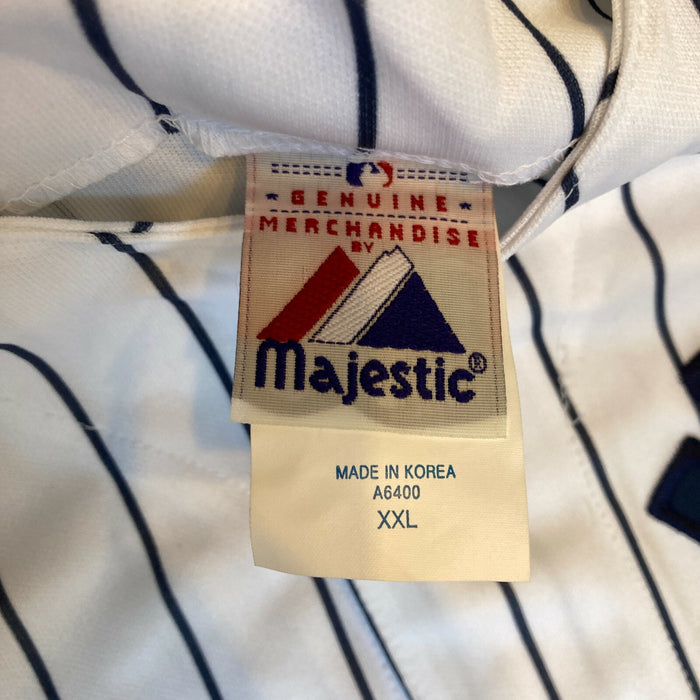 GENUINE
MERCHANDISE
BY
Majestic®
MADE IN KOREA
A6400
XXL